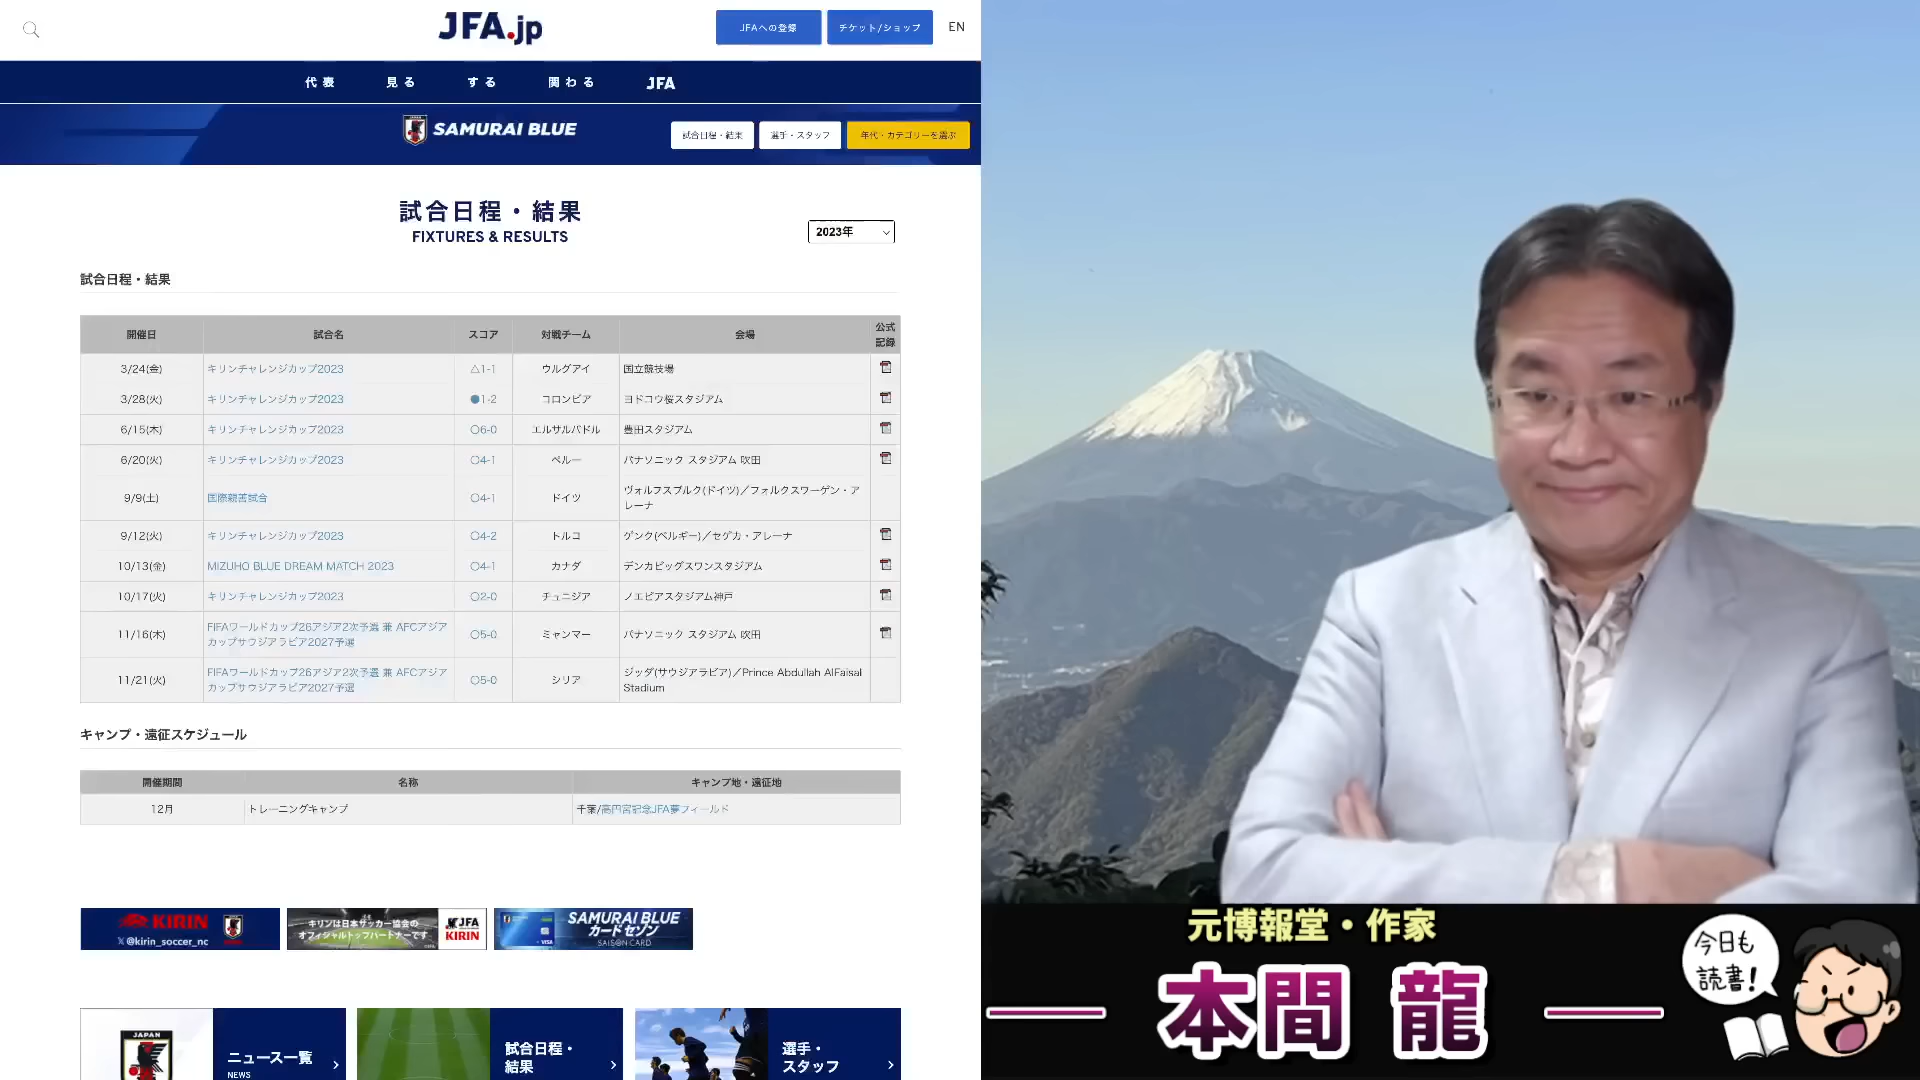 JFA.jp
JFAへの登録
チケット/ショップ
EN
代表
見る
する
関わる
JFA
SAMURAI BLUE
試合日程・結果
選手・スタッフ
年代・カテゴリーを選ぶ
試合日程・結果
FIXTURES & RESULTS
2023年
試合日程・結果
開催日 試合名 スコア 対戦チーム 会場 公式記録
3/24(金) キリンチャレンジカップ2023 △1-1 ウルグアイ 国立競技場
3/28(火) キリンチャレンジカップ2023 ●1-2 コロンビア ヨドコウ桜スタジアム
6/15(木) キリンチャレンジカップ2023 ○6-0 エルサルバドル 豊田スタジアム
6/20(火) キリンチャレンジカップ2023 ○4-1 ペルー パナソニック スタジアム 吹田
9/9(土) 国際親善試合 ○4-1 ドイツ ヴォルフスブルク(ドイツ)／フォルクスワーゲン・ア
レーナ
9/12(火) キリンチャレンジカップ2023 ○4-2 トルコ ゲンク(ベルギー)／セゲカ・アレーナ
10/13(金) MIZUHO BLUE DREAM MATCH 2023 ○4-1 カナダ デンカビッグスワンスタジアム
10/17(火) キリンチャレンジカップ2023 ○2-0 チュニジア ノエビアスタジアム神戸
11/16(木) FIFAワールドカップ26アジア2次予選 兼 AFCアジア
カップサウジアラビア2027予選 ○5-0 ミャンマー パナソニック スタジアム 吹田
11/21(火) FIFAワールドカップ26アジア2次予選 兼 AFCアジア
カップサウジアラビア2027予選 ○5-0 シリア ジッダ(サウジアラビア)／Prince Abdullah AlFaisal
Stadium
キャンプ・遠征スケジュール
開催期間 名称 キャンプ地・遠征地
12月 トレーニングキャンプ 千葉/高円宮記念JFA夢フィールド
KIRIN
𝕏 @kirin_soccer_nc
キリンは日本サッカー協会の
オフィシャルトップパートナーです
JFA
KIRIN
SAMURAI BLUE
カード セゾン
SAISON CARD
VISA
JAPAN
ニュース一覧
NEWS
試合日程・
結果
選手・
スタッフ
元博報堂・作家
本間 龍
今日も
読書!